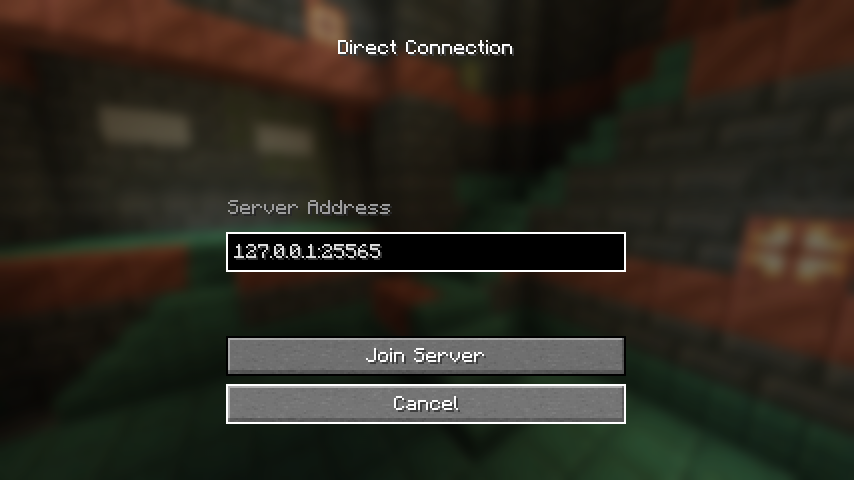 Direct Connection
Server Address
127.0.0.1:25565
Join Server
Cancel